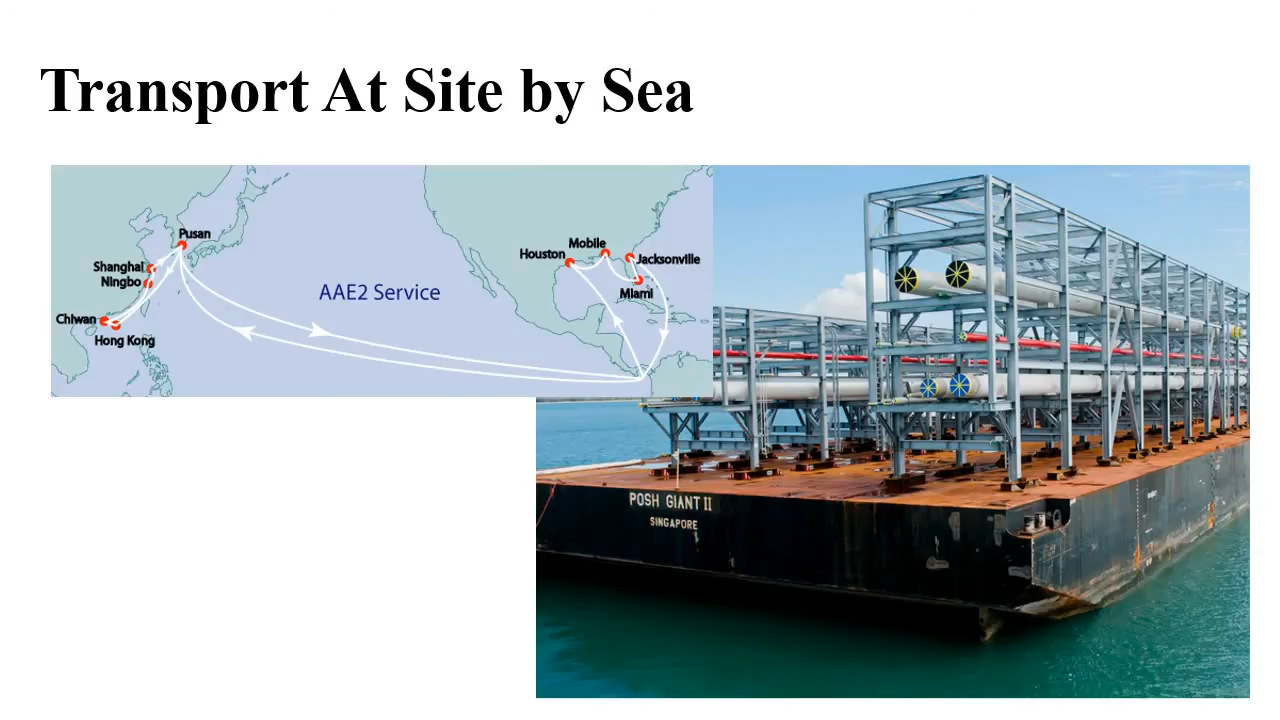 Transport At Site by Sea
Pusan
Shanghai
Ningbo
Chiwan
Hong Kong
AAE2 Service
Houston
Mobile
Jacksonville
Miami
POSH GIANT II
SINGAPORE